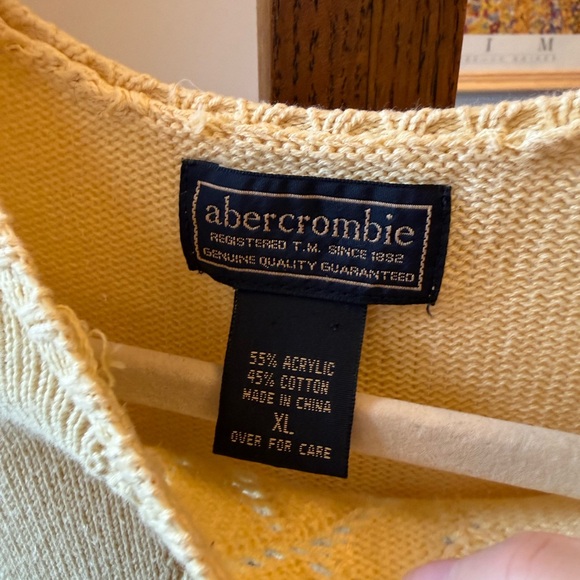 I M
abercrombie
REGISTERED T.M. SINCE 1892
GENUINE QUALITY GUARANTEED
55% ACRYLIC
45% COTTON
MADE IN CHINA
XL
OVER FOR CARE